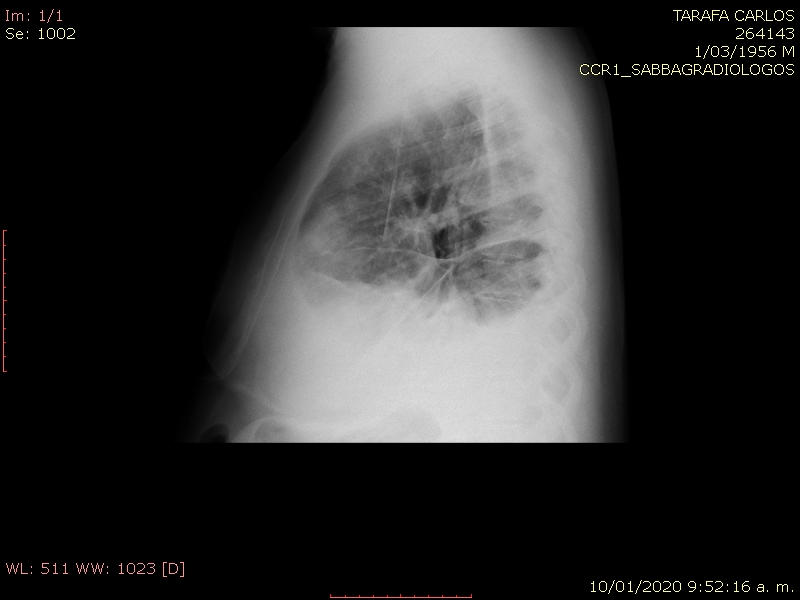 Im: 1/1
Se: 1002
TARAFA CARLOS
264143
1/03/1956 M
CCR1_SABBAGRADIOLOGOS
WL: 511 WW: 1023 [D]
10/01/2020 9:52:16 a. m.